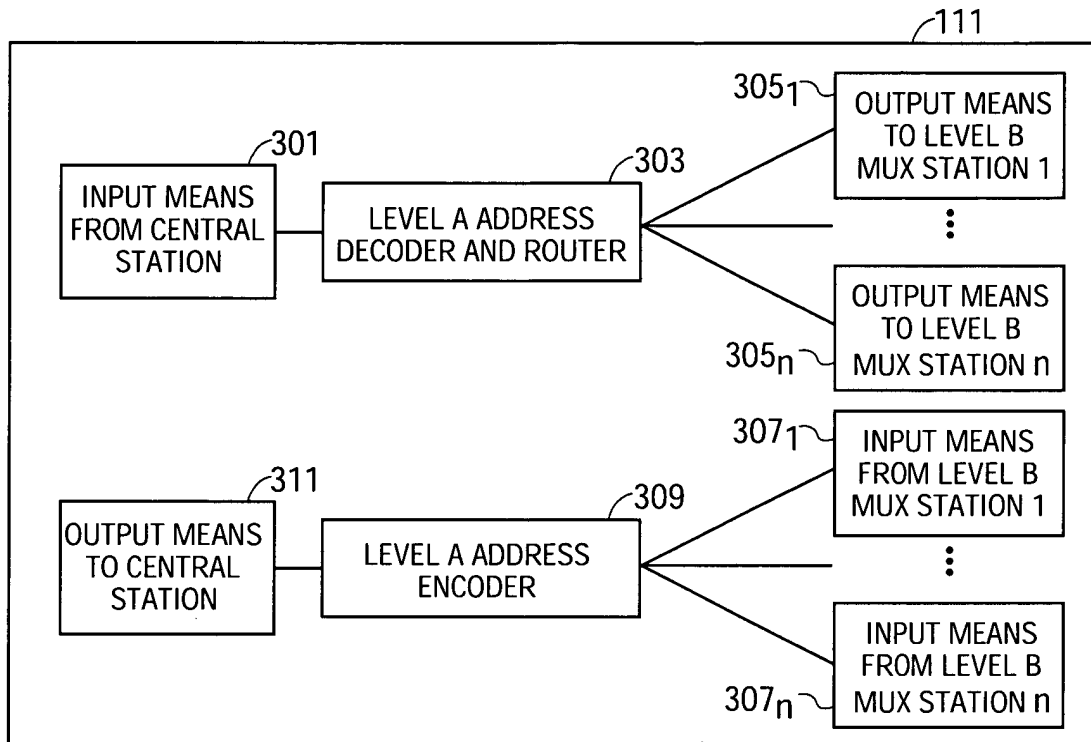 111
301
INPUT MEANS
FROM CENTRAL
STATION
303
LEVEL A ADDRESS
DECODER AND ROUTER
305₁
OUTPUT MEANS
TO LEVEL B
MUX STATION 1
305ₙ
OUTPUT MEANS
TO LEVEL B
MUX STATION n
311
OUTPUT MEANS
TO CENTRAL
STATION
309
LEVEL A ADDRESS
ENCODER
307₁
INPUT MEANS
FROM LEVEL B
MUX STATION 1
307ₙ
INPUT MEANS
FROM LEVEL B
MUX STATION n